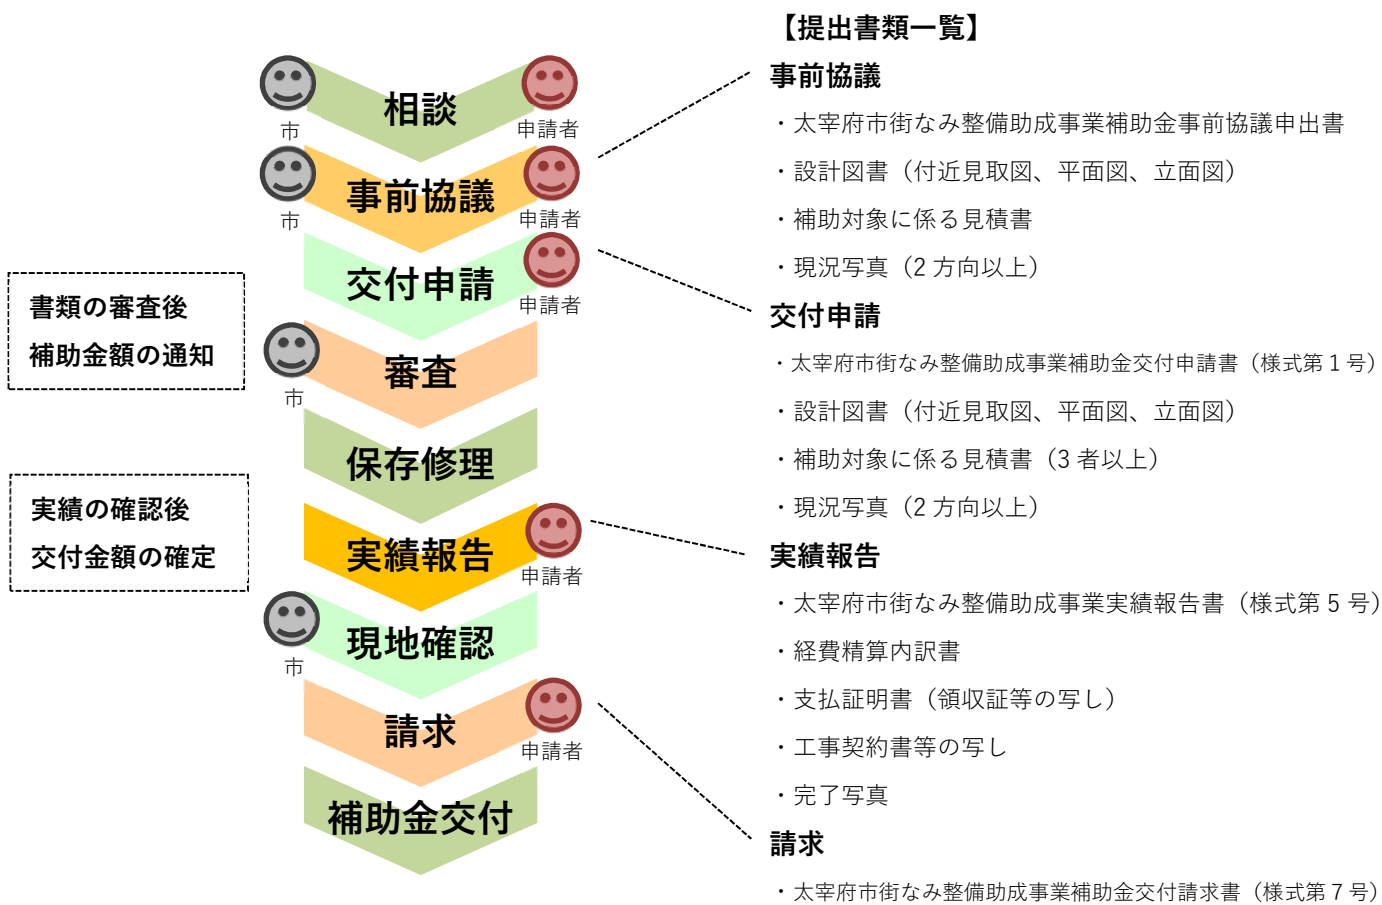 相談
市
申請者
事前協議
市
申請者
交付申請
申請者
書類の審査後
補助金額の通知
審査
市
保存修理
実績の確認後
交付金額の確定
実績報告
申請者
現地確認
市
請求
申請者
補助金交付
【提出書類一覧】
事前協議
・太宰府市街なみ整備助成事業補助金事前協議申出書
・設計図書（付近見取図、平面図、立面図）
・補助対象に係る見積書
・現況写真（2 方向以上）
交付申請
・太宰府市街なみ整備助成事業補助金交付申請書（様式第 1 号）
・設計図書（付近見取図、平面図、立面図）
・補助対象に係る見積書（3 者以上）
・現況写真（2 方向以上）
実績報告
・太宰府市街なみ整備助成事業実績報告書（様式第 5 号）
・経費精算内訳書
・支払証明書（領収証等の写し）
・工事契約書等の写し
・完了写真
請求
・太宰府市街なみ整備助成事業補助金交付請求書（様式第 7 号）